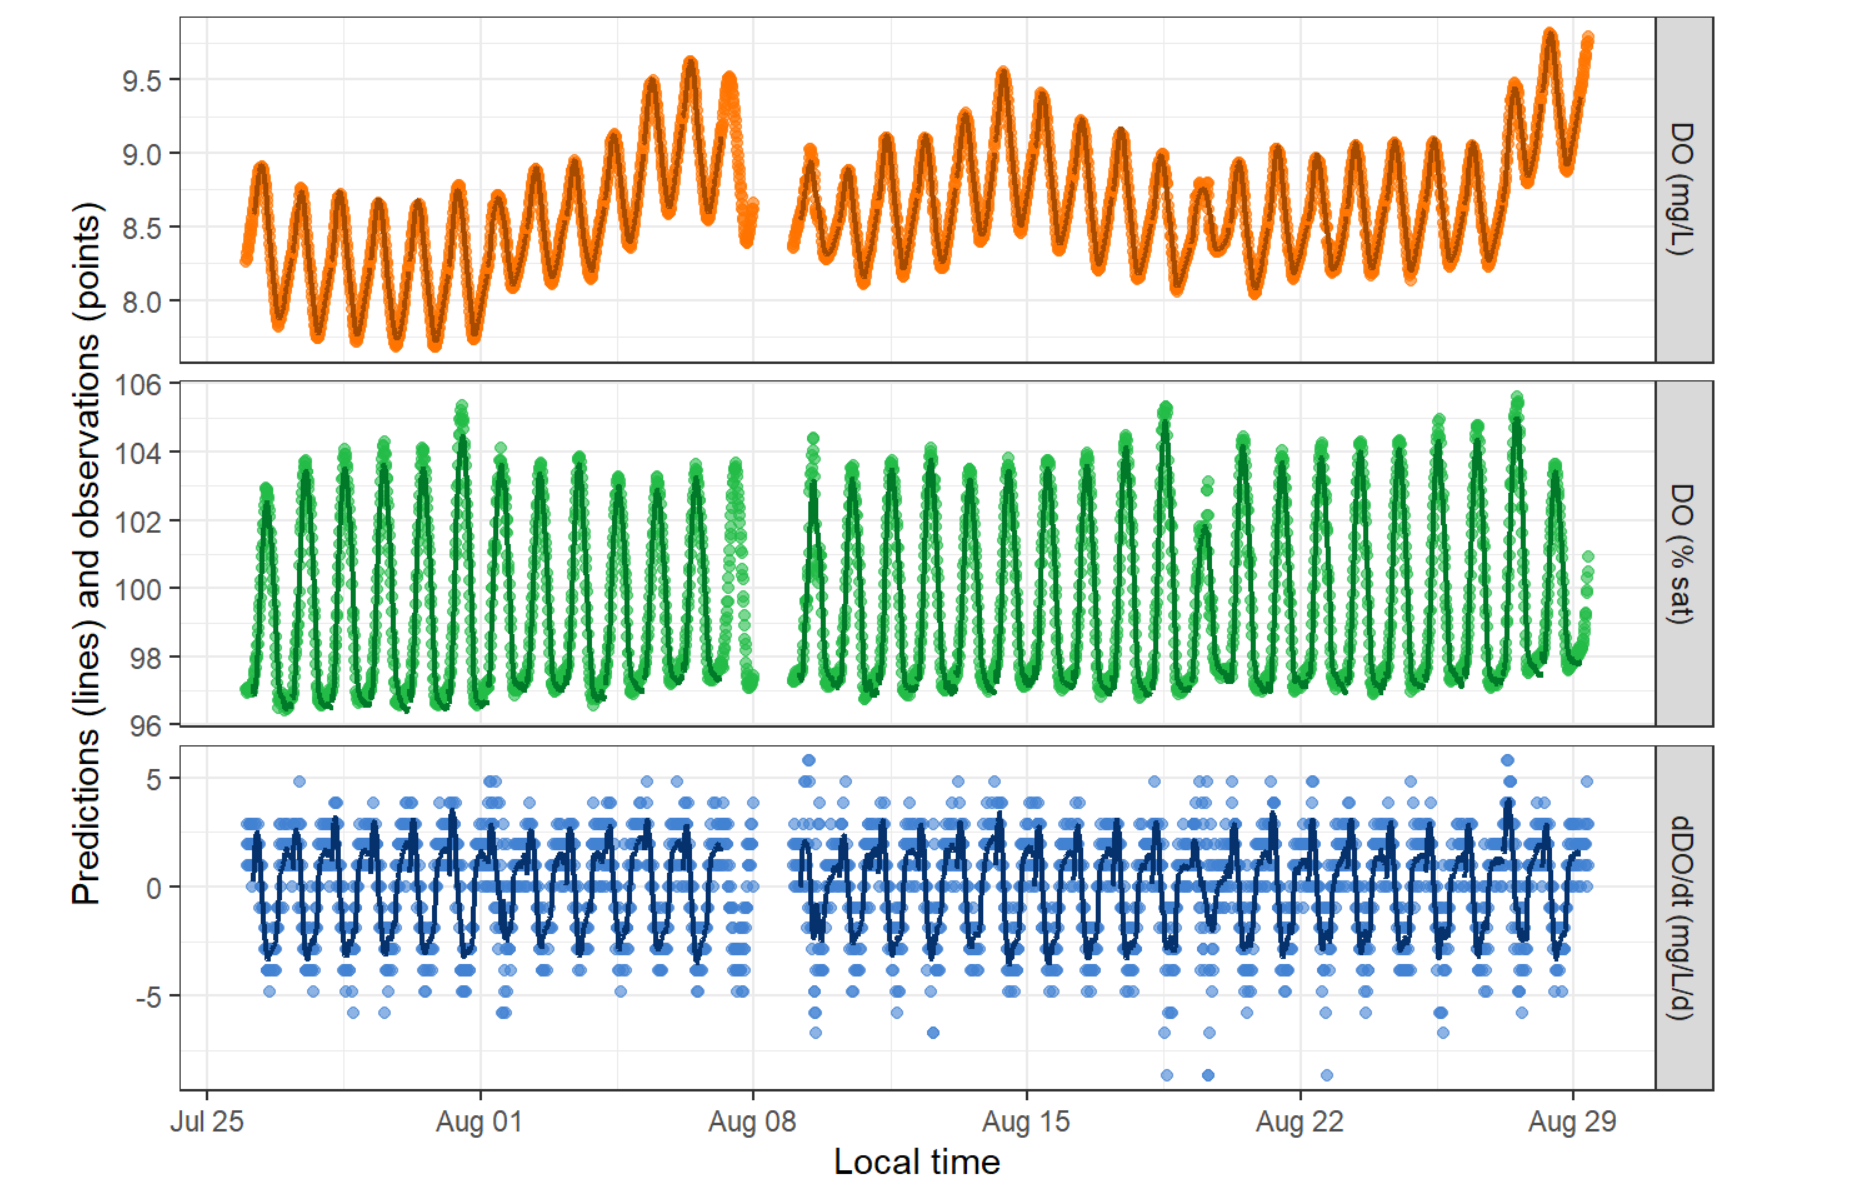 Predictions (lines) and observations (points)
9.5
9.0
8.5
8.0
DO (mg/L)
106
104
102
100
98
96
DO (% sat)
5
0
-5
dDO/dt (mg/L/d)
Jul 25 Aug 01 Aug 08 Aug 15 Aug 22 Aug 29
Local time